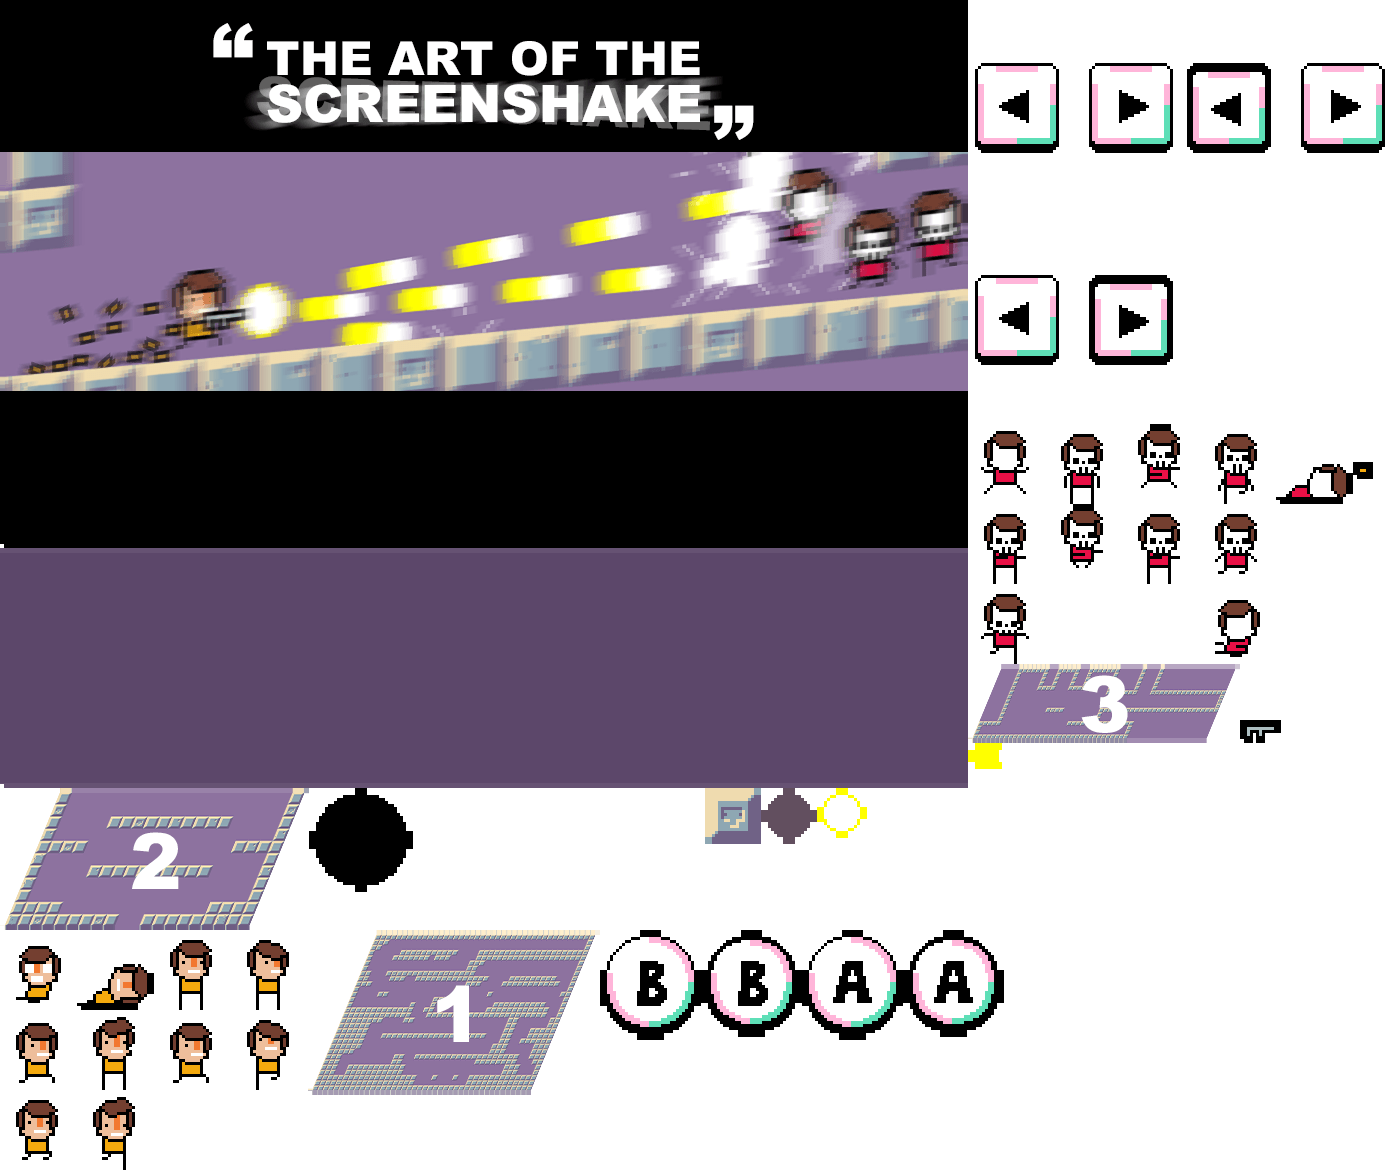 “THE ART OF THE
SCREENSHAKE”
3
2
1
B B A A